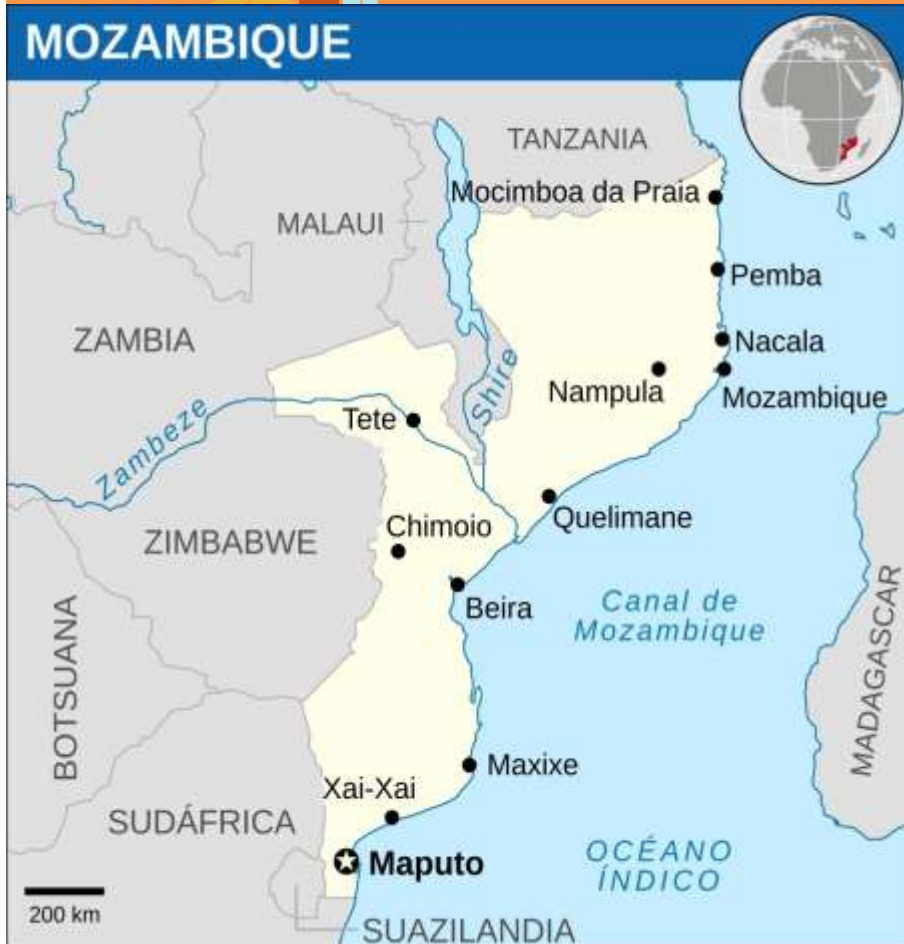 MOZAMBIQUE
TANZANIA
Mocimboa da Praia
MALAUI
Pemba
ZAMBIA
Nacala
Shire
Nampula
Mozambique
Zambeze
Tete
Quelimane
Chimoio
ZIMBABWE
Beira
Canal de
Mozambique
BOTSUANA
MADAGASCAR
Maxixe
Xai-Xai
SUDÁFRICA
OCÉANO
ÍNDICO
Maputo
200 km
SUAZILANDIA